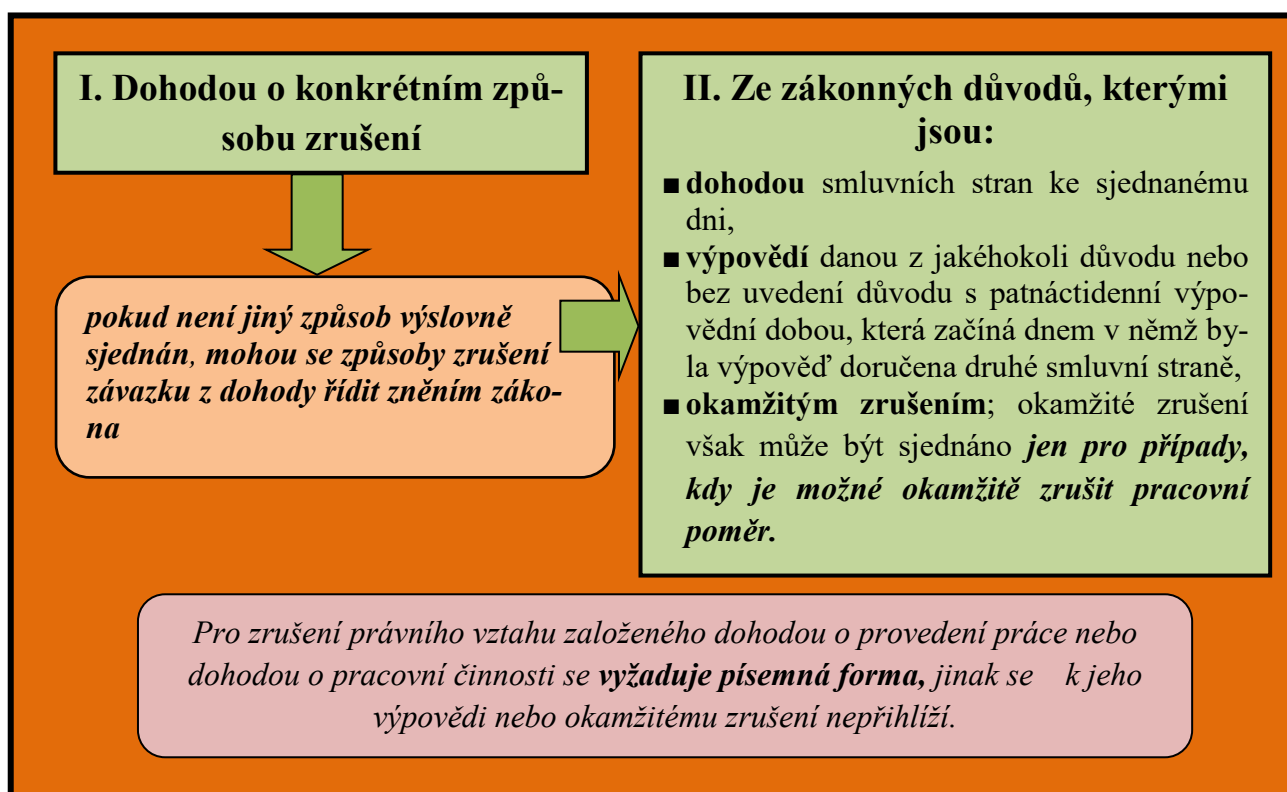 I. Dohodou o konkrétním způ-
sobu zrušení
pokud není jiný způsob výslovně
sjednán, mohou se způsoby zrušení
závazku z dohody řídit zněním záko-
na
II. Ze zákonných důvodů, kterými
jsou:
■ dohodou smluvních stran ke sjednanému
dni,
■ výpovědí danou z jakéhokoli důvodu nebo
bez uvedení důvodu s patnáctidenní výpo-
vědní dobou, která začíná dnem v němž by-
la výpověď doručena druhé smluvní straně,
■ okamžitým zrušením; okamžité zrušení
však může být sjednáno jen pro případy,
kdy je možné okamžitě zrušit pracovní
poměr.
Pro zrušení právního vztahu založeného dohodou o provedení práce nebo
dohodou o pracovní činnosti se vyžaduje písemná forma, jinak se k jeho
výpovědi nebo okamžitému zrušení nepřihlíží.